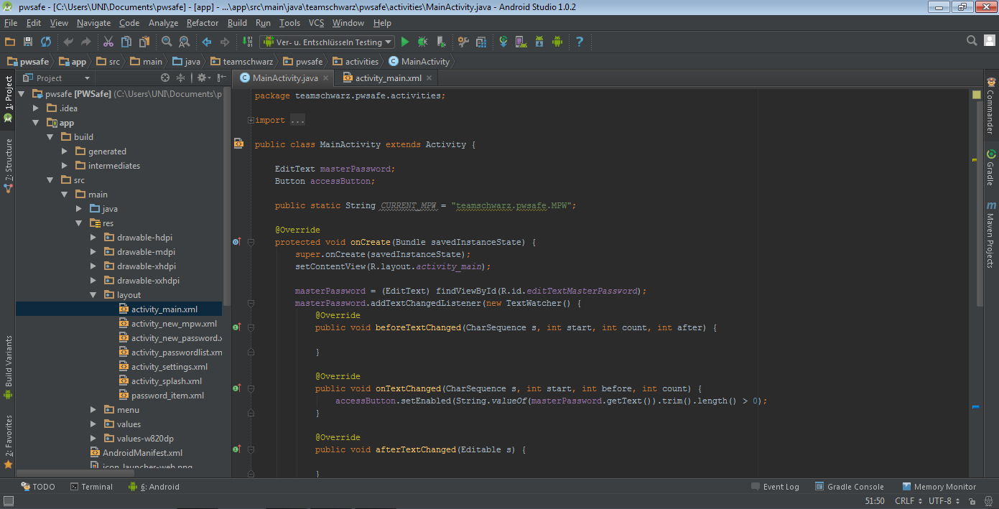 pwsafe - [C:\Users\UNI\Documents\pwsafe] - [app] - ...\app\src\main\java\teamschwarz\pwsafe\activities\MainActivity.java - Android Studio 1.0.2
File Edit View Navigate Code Analyze Refactor Build Run Tools VCS Window Help
Ver- u. Entschlüsseln Testing
pwsafe app src main java teamschwarz pwsafe activities MainActivity
1: Project
7: Structure
Build Variants
2: Favorites
Project
pwsafe [PWSafe] (C:\Users\UNI\Documents\p
.idea
app
build
generated
intermediates
src
main
java
res
drawable-hdpi
drawable-mdpi
drawable-xhdpi
drawable-xxhdpi
layout
activity_main.xml
activity_new_mpw.xml
activity_new_password.x
activity_passwordlist.xm
activity_settings.xml
activity_splash.xml
password_item.xml
menu
values
values-w820dp
AndroidManifest.xml
icon_launcher-web.png
MainActivity.java activity_main.xml
package teamschwarz.pwsafe.activities;
import ...
public class MainActivity extends Activity {
EditText masterPassword;
Button accessButton;
public static String CURRENT_MPW = "teamschwarz.pwsafe.MPW";
@Override
protected void onCreate(Bundle savedInstanceState) {
super.onCreate(savedInstanceState);
setContentView(R.layout.activity_main);
masterPassword = (EditText) findViewById(R.id.editTextMasterPassword);
masterPassword.addTextChangedListener(new TextWatcher() {
@Override
public void beforeTextChanged(CharSequence s, int start, int count, int after) {
}
@Override
public void onTextChanged(CharSequence s, int start, int before, int count) {
accessButton.setEnabled(String.valueOf(masterPassword.getText()).trim().length() > 0);
}
@Override
public void afterTextChanged(Editable s) {
}
Commander
Gradle
m Maven Projects
TODO Terminal 6: Android Event Log Gradle Console Memory Monitor
51:50 CRLF UTF-8